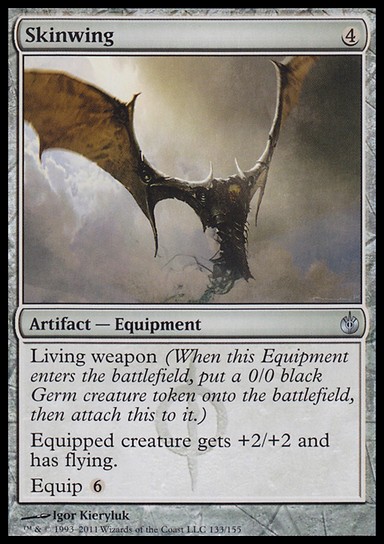 Skinwing 4
Artifact — Equipment
Living weapon (When this Equipment
enters the battlefield, put a 0/0 black
Germ creature token onto the battlefield,
then attach this to it.)
Equipped creature gets +2/+2 and
has flying.
Equip 6
Igor Kieryluk
™ & © 1993–2011 Wizards of the Coast LLC 133/155